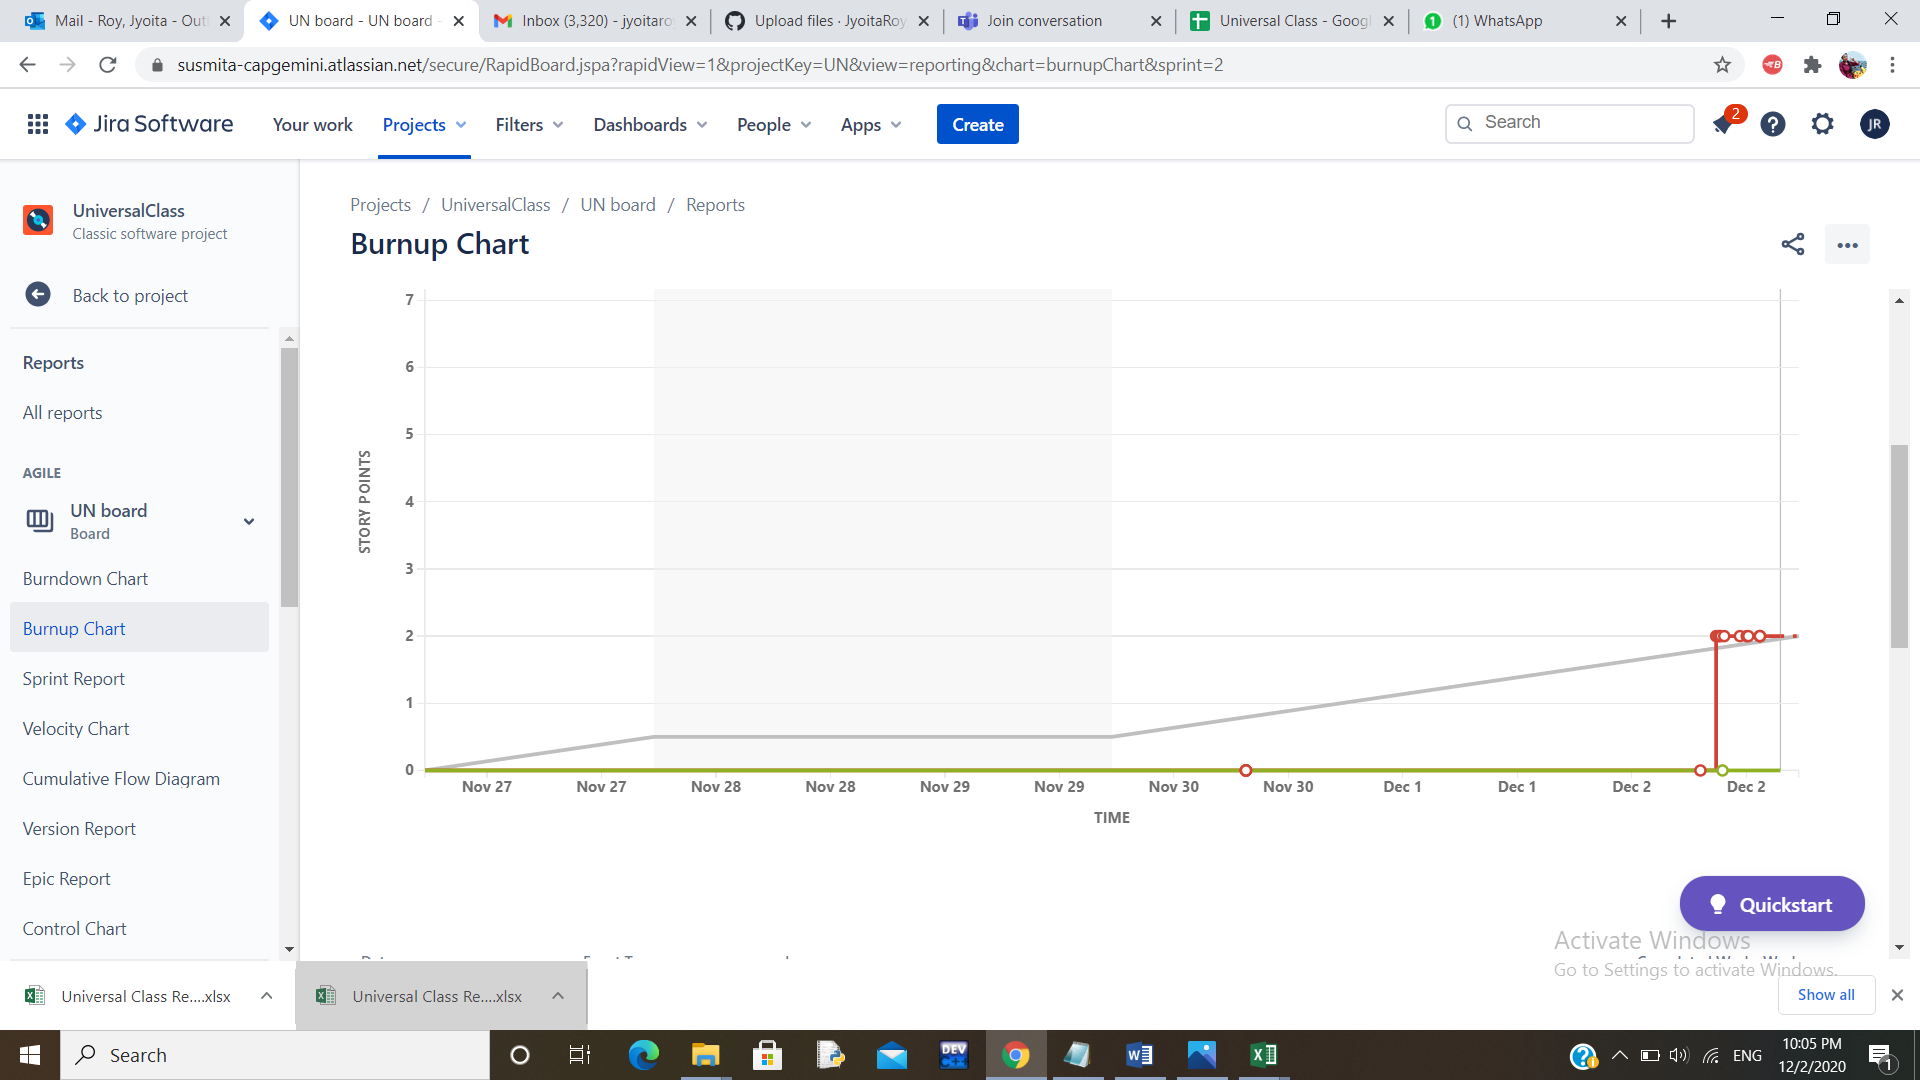 Mail - Roy, Jyoita - Out
UN board - UN board -
Inbox (3,320) - jyoitaro
Upload files · JyoitaRoy
Join conversation
Universal Class - Goog
(1) WhatsApp
susmita-capgemini.atlassian.net/secure/RapidBoard.jspa?rapidView=1&projectKey=UN&view=reporting&chart=burnupChart&sprint=2
Jira Software
Your work
Projects
Filters
Dashboards
People
Apps
Create
Search
2
JR
UniversalClass
Classic software project
Back to project
Reports
All reports
AGILE
UN board
Board
Burndown Chart
Burnup Chart
Sprint Report
Velocity Chart
Cumulative Flow Diagram
Version Report
Epic Report
Control Chart
Projects / UniversalClass / UN board / Reports
Burnup Chart
STORY POINTS
7
6
5
4
3
2
1
0
Nov 27 Nov 27 Nov 28 Nov 28 Nov 29 Nov 29 Nov 30 Nov 30 Dec 1 Dec 1 Dec 2 Dec 2
TIME
Quickstart
Activate Windows
Go to Settings to activate Windows.
Universal Class Re....xlsx
Universal Class Re....xlsx
Show all
Search
DEV
C++
ENG
10:05 PM
12/2/2020
1